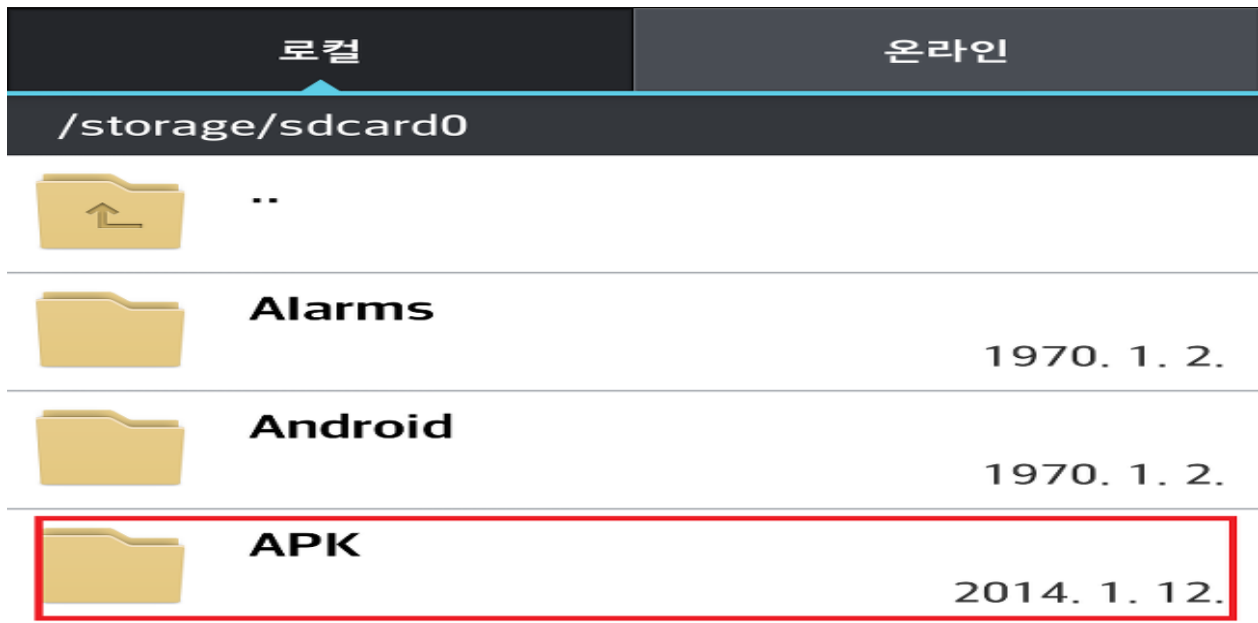 로컬 온라인
/storage/sdcard0
..
Alarms
1970. 1. 2.
Android
1970. 1. 2.
APK
2014. 1. 12.